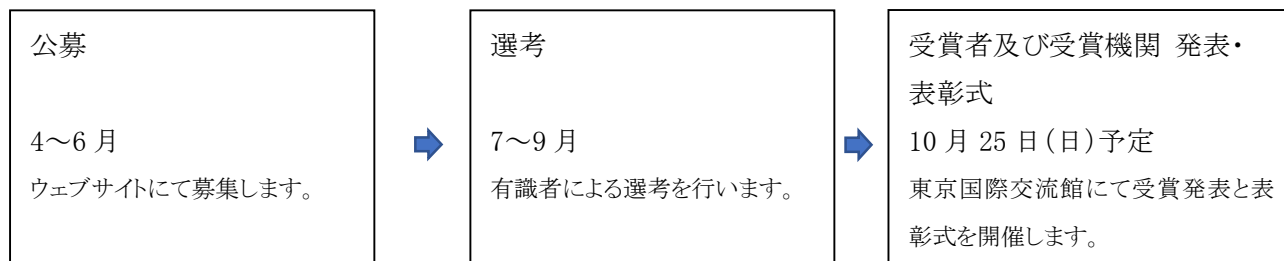 公募
4～6 月
ウェブサイトにて募集します。
選考
7～9 月
有識者による選考を行います。
受賞者及び受賞機関 発表・
表彰式
10 月 25 日（日）予定
東京国際交流館にて受賞発表と表
彰式を開催します。